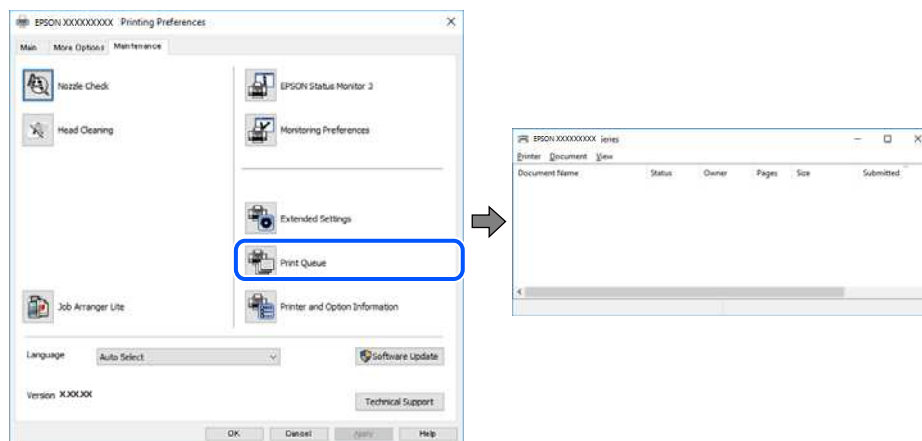 EPSON XXXXXXXXX Printing Preferences
Main More Options Maintenance
Nozzle Check
Head Cleaning
Job Arranger Lite
EPSON Status Monitor 3
Monitoring Preferences
Extended Settings
Print Queue
Printer and Option Information
Language Auto Select
Software Update
Version X.XX.XX
Technical Support
OK Cancel Apply Help
EPSON XXXXXXXXX Series
Printer Document View
Document Name Status Owner Pages Size Submitted